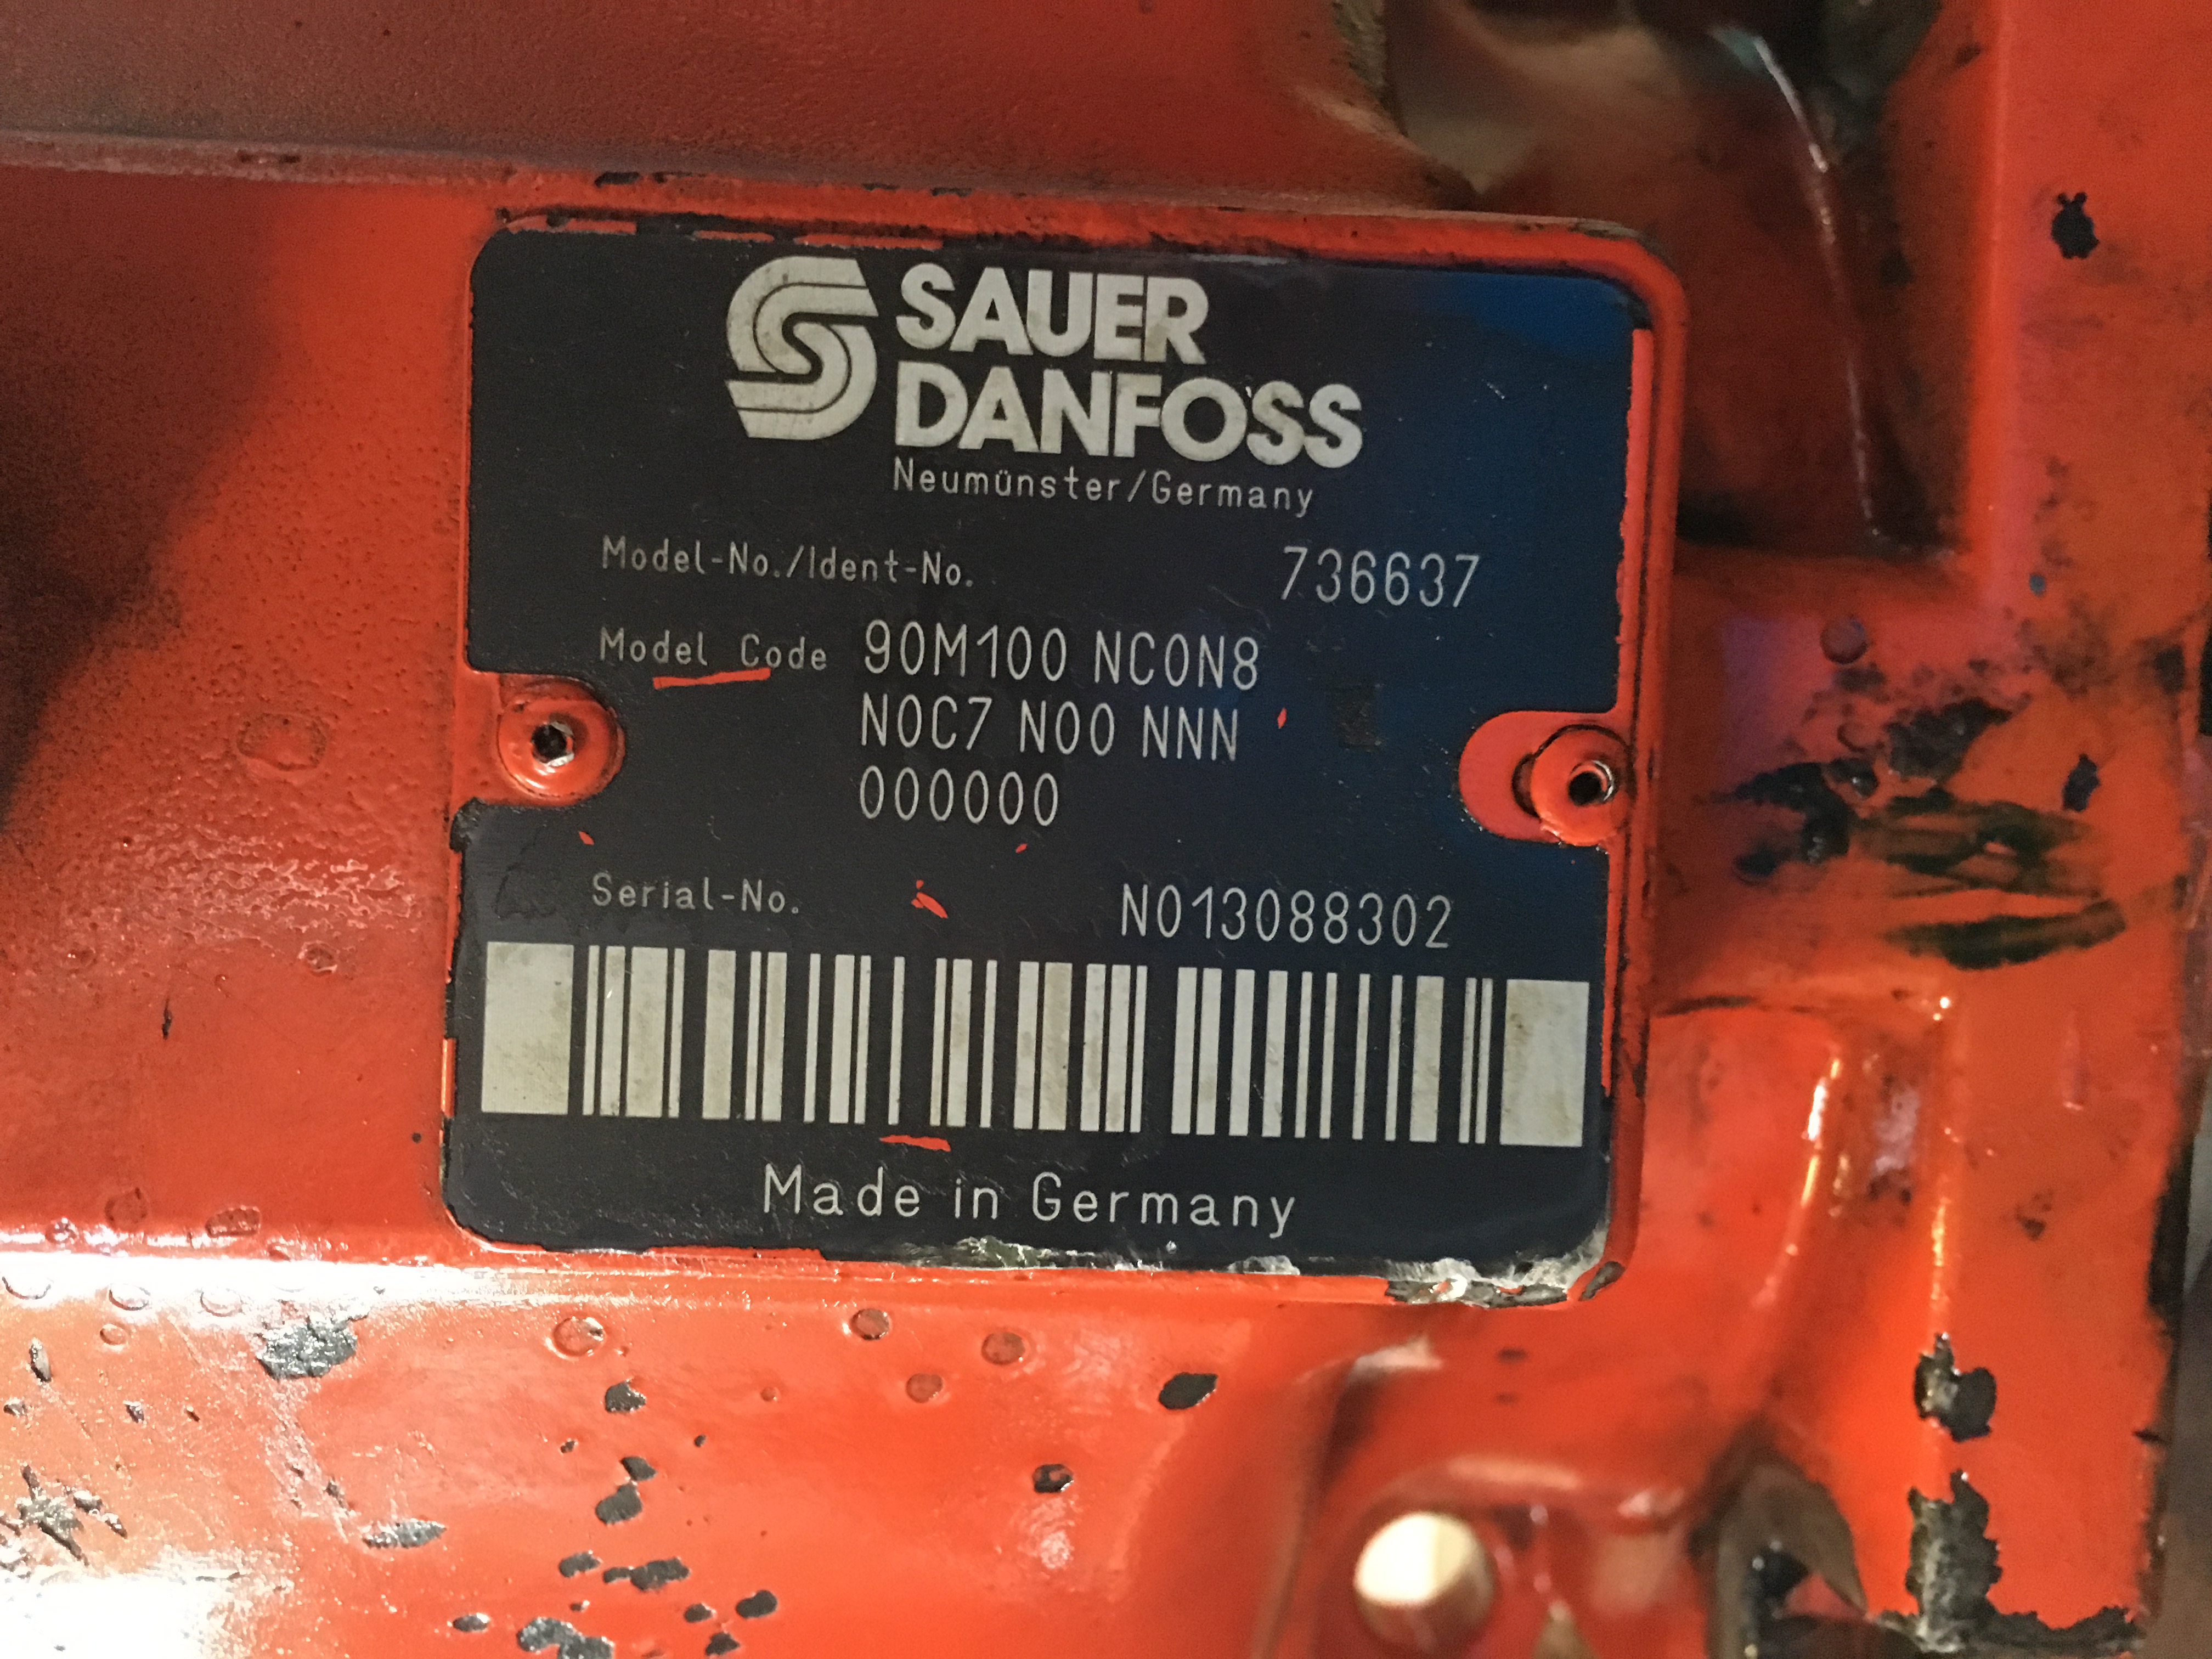 SAUER
DANFOSS
Neumünster/Germany
Model-No./Ident-No. 736637
Model Code 90M100 NC0N8
N0C7 N00 NNN
000000
Serial-No. N013088302
Made in Germany